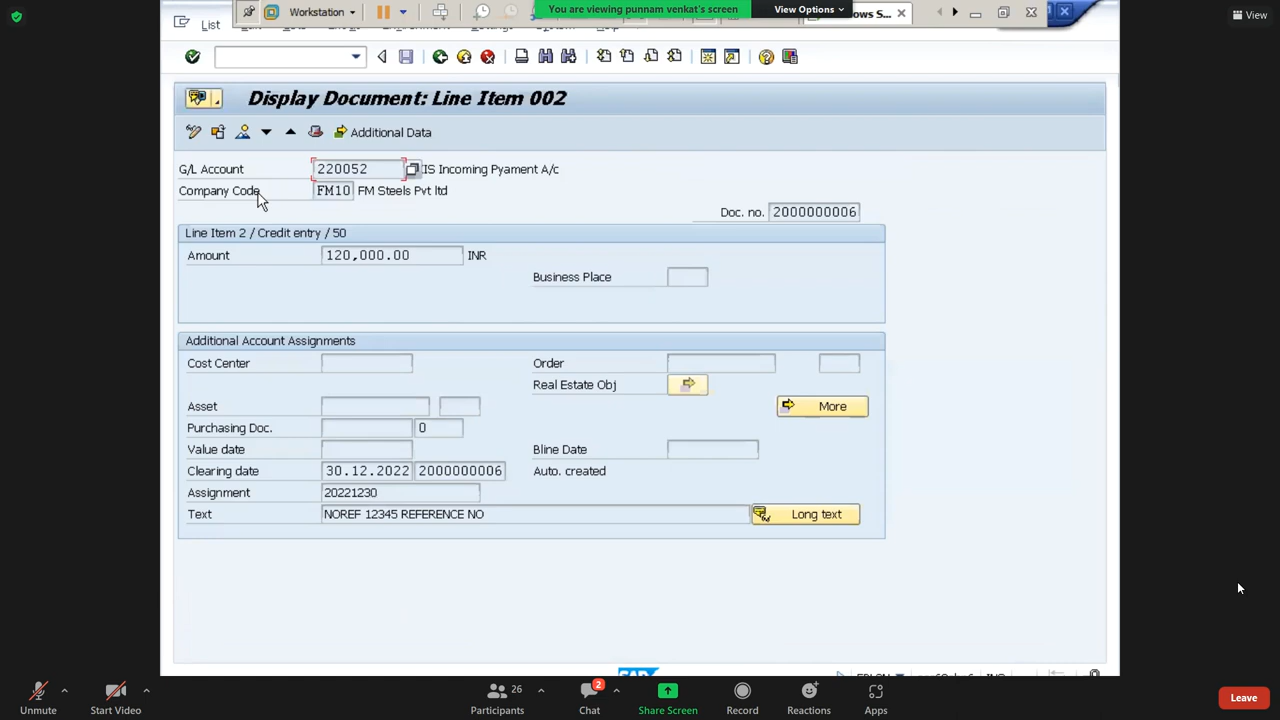 Workstation
You are viewing punnam venkat's screen
View Options
View
List
Display Document: Line Item 002
Additional Data
G/L Account 220052 IS Incoming Pyament A/c
Company Code FM10 FM Steels Pvt ltd
Doc. no. 2000000006
Line Item 2 / Credit entry / 50
Amount 120,000.00 INR
Business Place
Additional Account Assignments
Cost Center Order
Real Estate Obj
Asset More
Purchasing Doc. 0
Value date Bline Date
Clearing date 30.12.2022 2000000006 Auto. created
Assignment 20221230
Text NOREF 12345 REFERENCE NO Long text
SAP
26
2
Unmute Start Video Participants Chat Share Screen Record Reactions Apps Leave